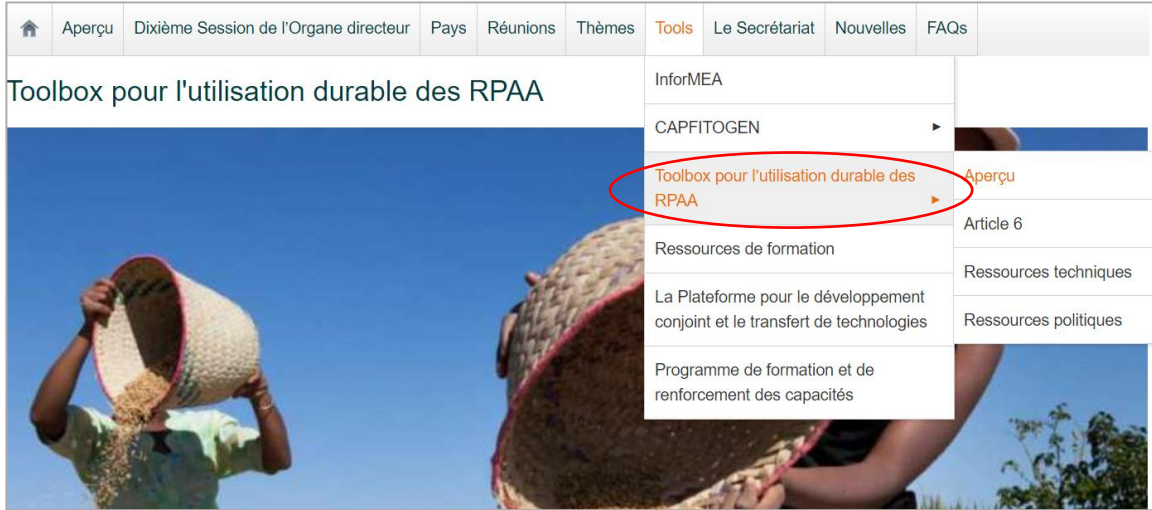 Aperçu Dixième Session de l'Organe directeur Pays Réunions Thèmes Tools Le Secrétariat Nouvelles FAQs
Toolbox pour l'utilisation durable des RPAA
InforMEA
CAPFITOGEN
Toolbox pour l'utilisation durable des
RPAA
Ressources de formation
La Plateforme pour le développement
conjoint et le transfert de technologies
Programme de formation et de
renforcement des capacités
Aperçu
Article 6
Ressources techniques
Ressources politiques